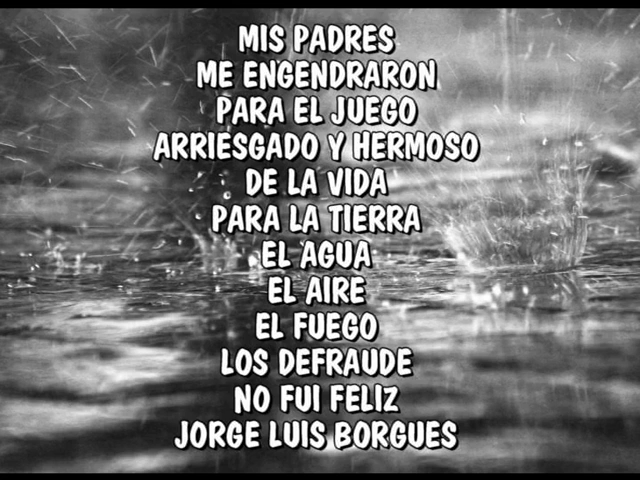 MIS PADRES
ME ENGENDRARON
PARA EL JUEGO
ARRIESGADO Y HERMOSO
DE LA VIDA
PARA LA TIERRA
EL AGUA
EL AIRE
EL FUEGO
LOS DEFRAUDE
NO FUI FELIZ
JORGE LUIS BORGUES